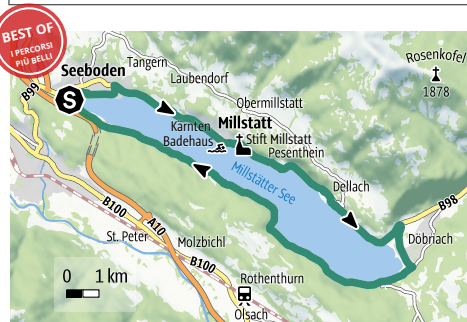 BEST OF
I PERCORSI
PIÙ BELLI
Rosenkofel
1878
Tangern
Seeboden
Laubendorf
B99
S
Obermillstatt
Millstatt
Kärnten
Badehaus
Stift Millstatt
Pesenthein
Millstätter See
Dellach
B98
Döbriach
B100
A10
St. Peter
Molzbichl
B100
0 1 km
Rothenthurn
Olsach